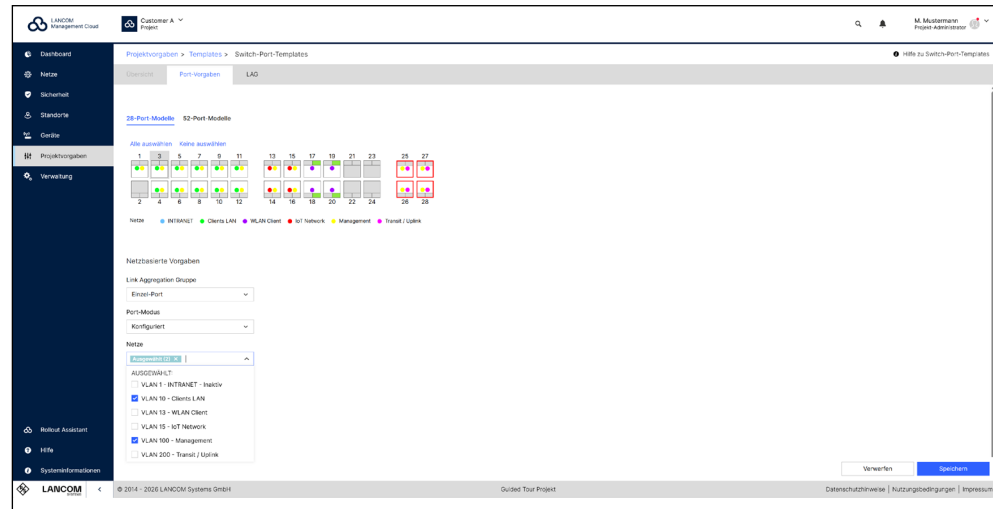 LANCOM
Management Cloud
Customer A
Projekt
M. Mustermann
Projekt-Administrator
Dashboard
Netze
Sicherheit
Standorte
Geräte
Projektvorgaben
Verwaltung
Rollout Assistant
Hilfe
Systeminformationen
LANCOM
SYSTEMS
Projektvorgaben > Templates > Switch-Port-Templates
Hilfe zu Switch-Port-Templates
Übersicht Port-Vorgaben LAG
28-Port-Modelle 52-Port-Modelle
Alle auswählen Keine auswählen
1 3 5 7 9 11 13 15 17 19 21 23 25 27
2 4 6 8 10 12 14 16 18 20 22 24 26 28
Netze INTRANET Clients LAN WLAN Client IoT Network Management Transit / Uplink
Netzbasierte Vorgaben
Link Aggregation Gruppe
Einzel-Port
Port-Modus
Konfiguriert
Netze
Ausgewählt (2) ×
AUSGEWÄHLT:
VLAN 1 - INTRANET - Inaktiv
VLAN 10 - Clients LAN
VLAN 13 - WLAN Client
VLAN 15 - IoT Network
VLAN 100 - Management
VLAN 200 - Transit / Uplink
Verwerfen Speichern
© 2014 - 2026 LANCOM Systems GmbH Guided Tour Projekt Datenschutzhinweise | Nutzungsbedingungen | Impressum